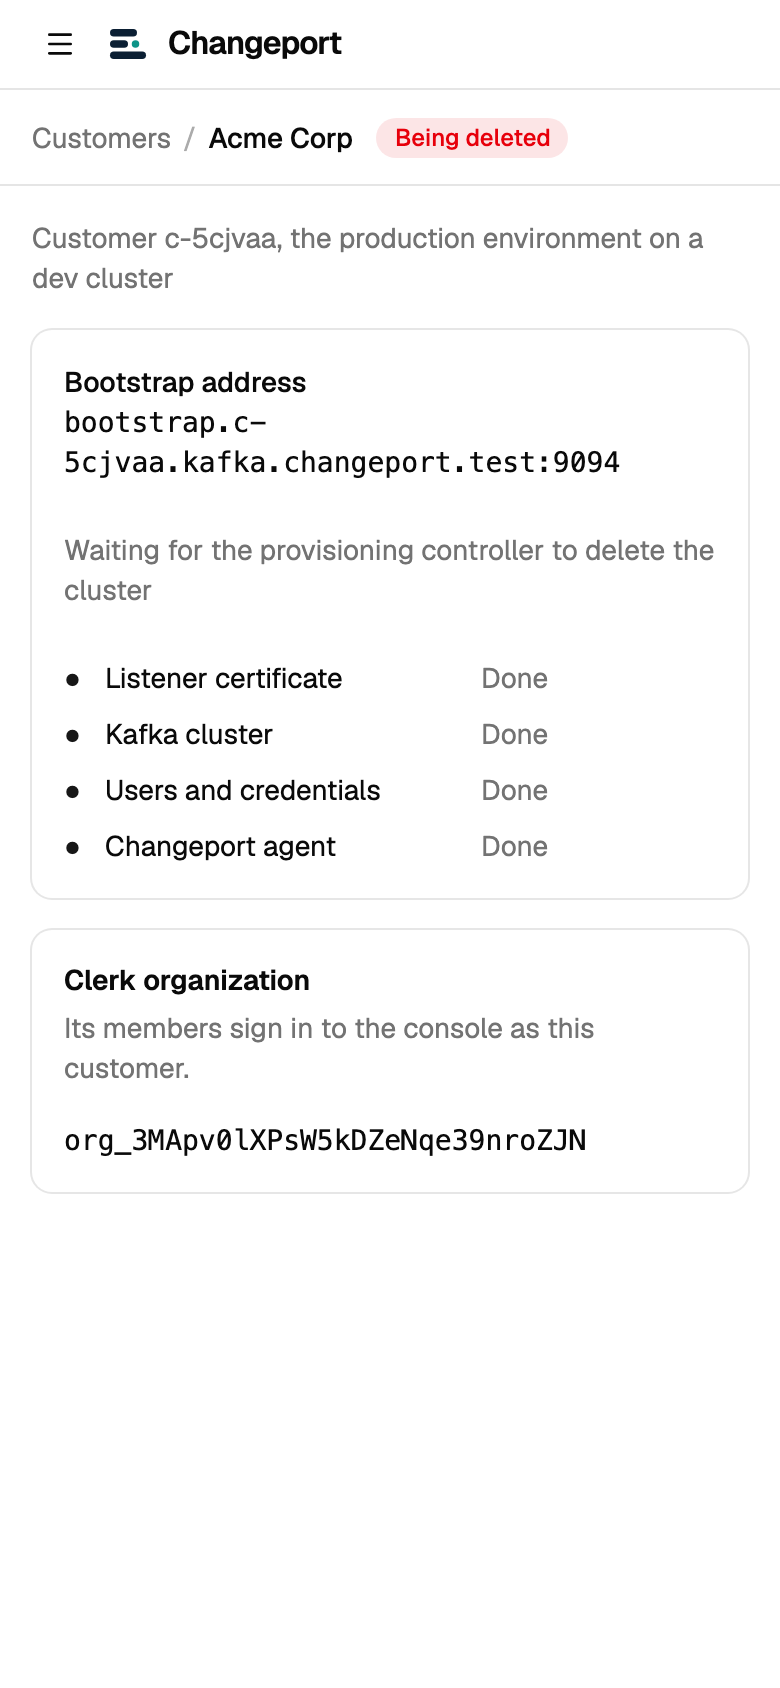 Changeport
Customers / Acme Corp Being deleted
Customer c-5cjvaa, the production environment on a
dev cluster
Bootstrap address
bootstrap.c-
5cjvaa.kafka.changeport.test:9094
Waiting for the provisioning controller to delete the
cluster
Listener certificate Done
Kafka cluster Done
Users and credentials Done
Changeport agent Done
Clerk organization
Its members sign in to the console as this
customer.
org_3MApv0lXPsW5kDZeNqe39nroZJN